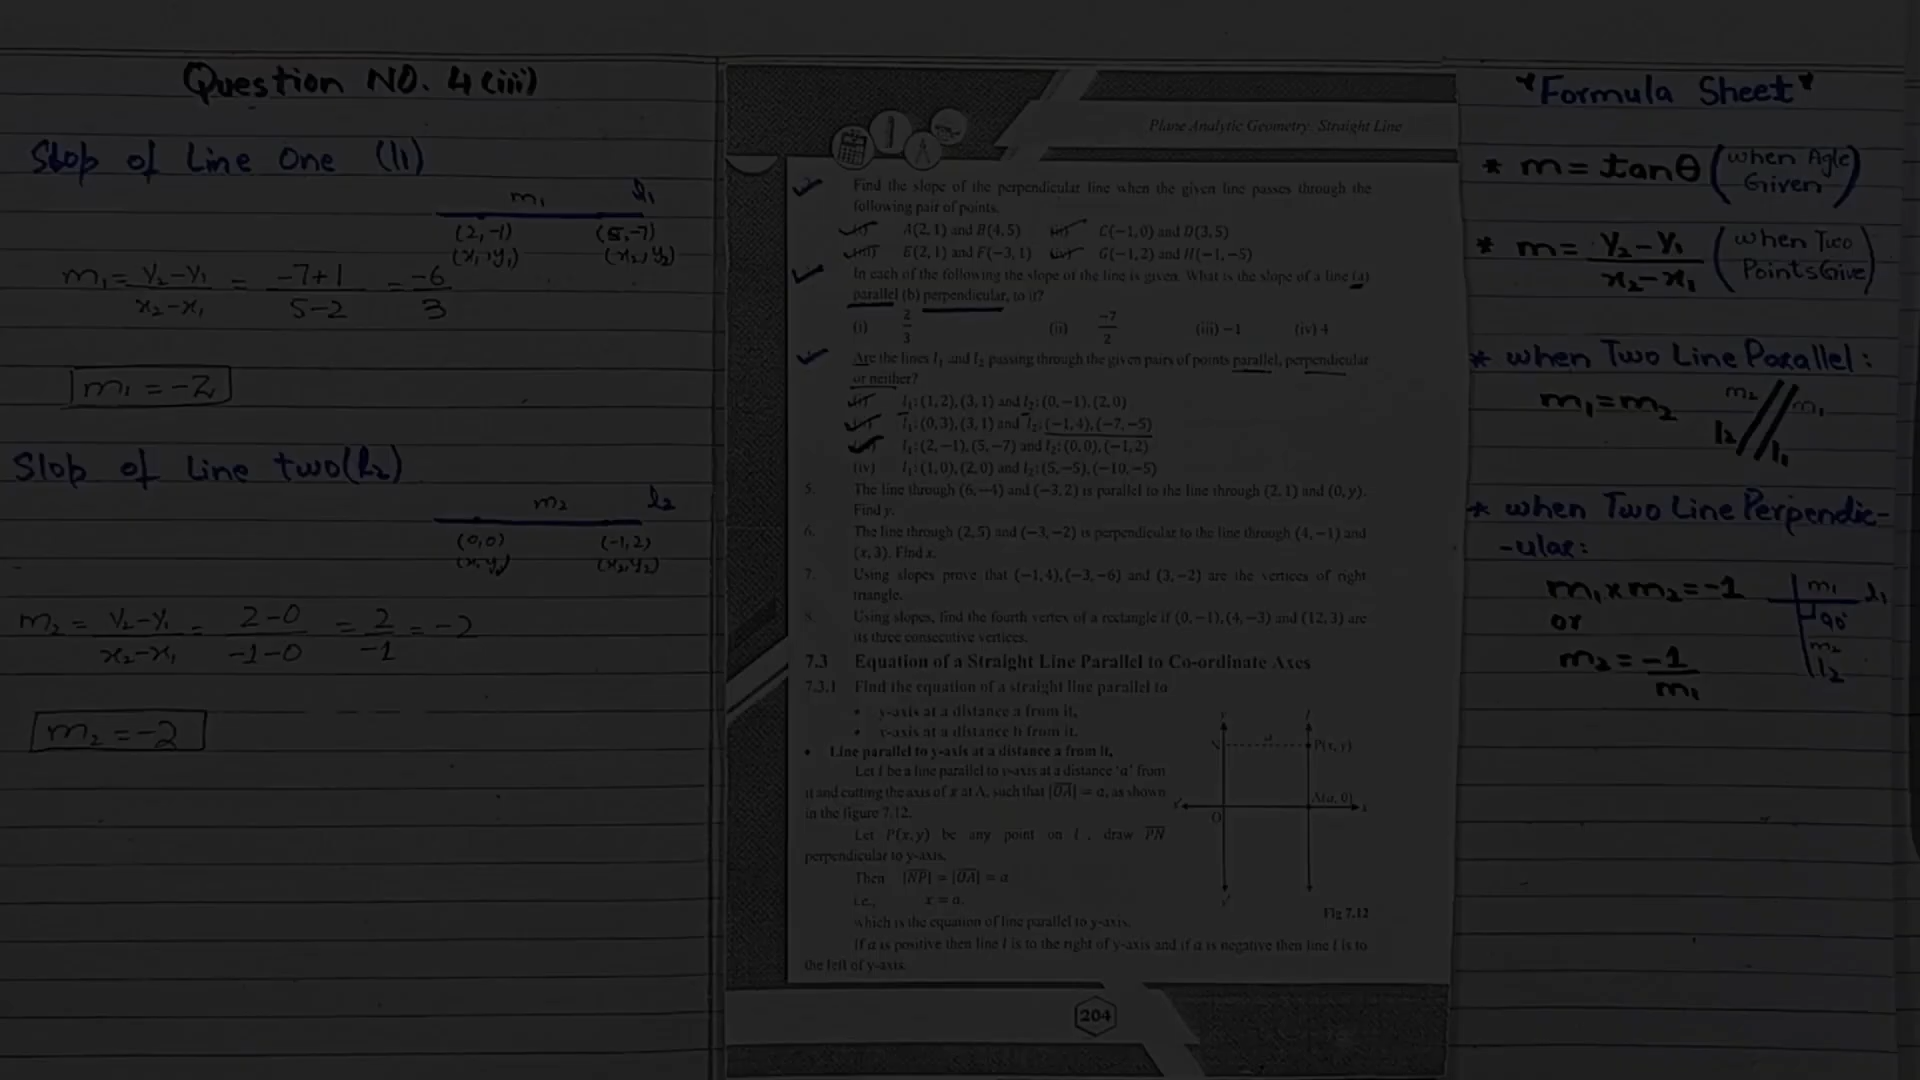 Question NO. 4(iii)
Slop of Line One (l1)
m1 l1
(2,-1) (5,-7)
(x1,y1) (x2,y2)
m1 = y2-y1 / x2-x1 = -7+1 / 5-2 = -6 / 3
m1 = -2
Slop of Line two(l2)
m2 l2
(0,0) (-1,2)
(x1,y1) (x2,y2)
m2 = y2-y1 / x2-x1 = 2-0 / -1-0 = 2 / -1 = -2
m2 = -2
Plane Analytic Geometry: Straight Line
Find the slope of the perpendicular line when the given line passes through the
following pair of points.
A(2, 1) and B(4, 5) C(−1, 0) and D(3, 5)
E(2, 1) and F(−3, 1) G(−1, 2) and H(−1, −5)
In each of the following the slope of the line is given. What is the slope of a line (a)
parallel (b) perpendicular, to it?
(i) 2/3 (ii) −7/2 (iii) −1 (iv) 4
Are the lines l1 and l2 passing through the given pairs of points parallel, perpendicular
or neither?
l1: (1, 2), (3, 1) and l2: (0, −1), (2, 0)
l1: (0, 3), (3, 1) and l2: (−1, 4), (−7, −5)
l1: (2, −1), (5, −7) and l2: (0, 0), (−1, 2)
(iv) l1: (1, 0), (2, 0) and l2: (5, −5), (−10, −5)
5. The line through (6, −4) and (−3, 2) is parallel to the line through (2, 1) and (0, y).
Find y.
6. The line through (2, 5) and (−3, −2) is perpendicular to the line through (4, −1) and
(x, 3). Find x.
7. Using slopes prove that (−1, 4), (−3, −6) and (3, −2) are the vertices of right
triangle.
8. Using slopes, find the fourth vertex of a rectangle if (0, −1), (4, −3) and (12, 3) are
its three consecutive vertices.
7.3 Equation of a Straight Line Parallel to Co-ordinate Axes
7.3.1 Find the equation of a straight line parallel to
• y-axis at a distance a from it,
• x-axis at a distance b from it.
• Line parallel to y-axis at a distance a from it,
Let l be a line parallel to y-axis at a distance ‘a’ from
it and cutting the axis of x at A, such that |OA| = a, as shown
in the figure 7.12.
Let P(x, y) be any point on l, draw PN
perpendicular to y-axis.
Then |NP| = |OA| = a
i.e., x = a.
which is the equation of line parallel to y-axis.
y l
N a P(x, y)
x' O A(a, 0) x
y'
Fig 7.12
If a is positive then line l is to the right of y-axis and if a is negative then line l is to
the left of y-axis.
204
*Formula Sheet*
* m = tanθ (when Agle Given)
* m = y2-y1 / x2-x1 (when Two Points Give)
* when Two Line Parallel:
m1 = m2
m2 m1
l2 l1
* when Two Line Perpendic-
-ular:
m1 x m2 = -1
or
m2 = -1 / m1
m1 l1
90°
m2
l2